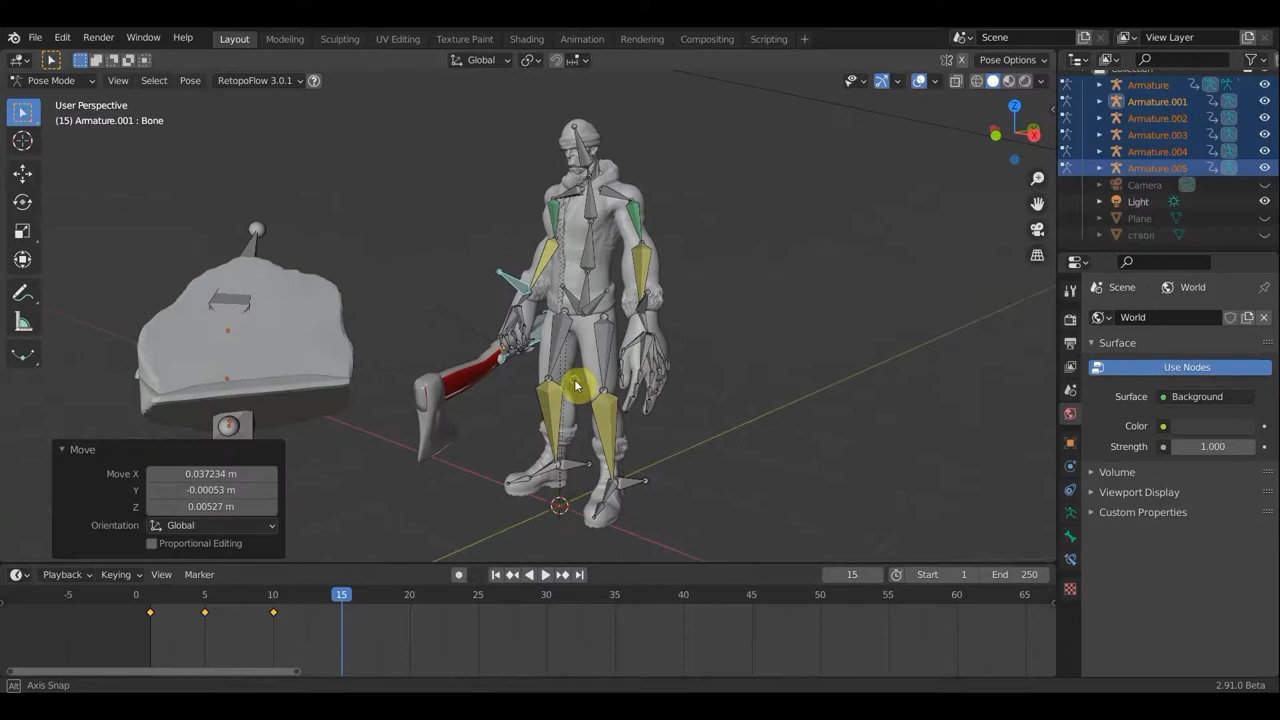 File Edit Render Window Help Layout Modeling Sculpting UV Editing Texture Paint Shading Animation Rendering Compositing Scripting + Scene View Layer
Global X Pose Options
Pose Mode View Select Pose RetopoFlow 3.0.1 ?
User Perspective
(15) Armature.001 : Bone
Z
Armature
Armature.001
Armature.002
Armature.003
Armature.004
Armature.005
Camera
Light
Plane
ствол
Scene > World
World
Surface
Use Nodes
Surface Background
Color
Strength 1.000
Volume
Viewport Display
Custom Properties
Move
Move X 0.037234 m
Y -0.00053 m
Z 0.00527 m
Orientation Global
Proportional Editing
Playback Keying View Marker 15 Start 1 End 250
-5 0 5 10 15 20 25 30 35 40 45 50 55 60 65
Alt Axis Snap 2.91.0 Beta